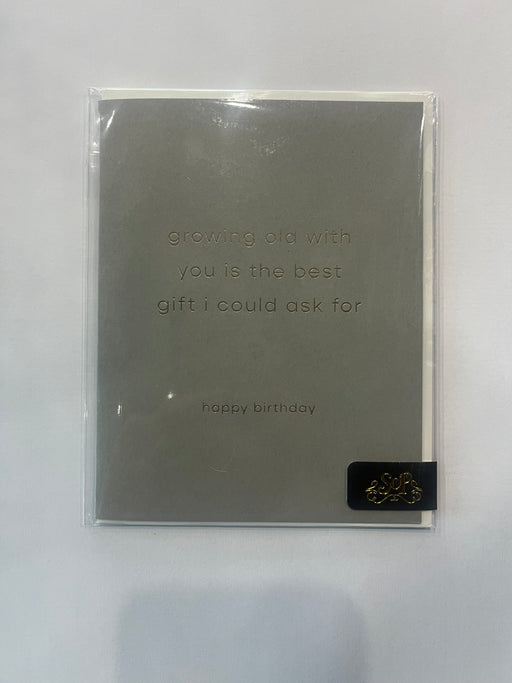 growing old with
you is the best
gift i could ask for
happy birthday